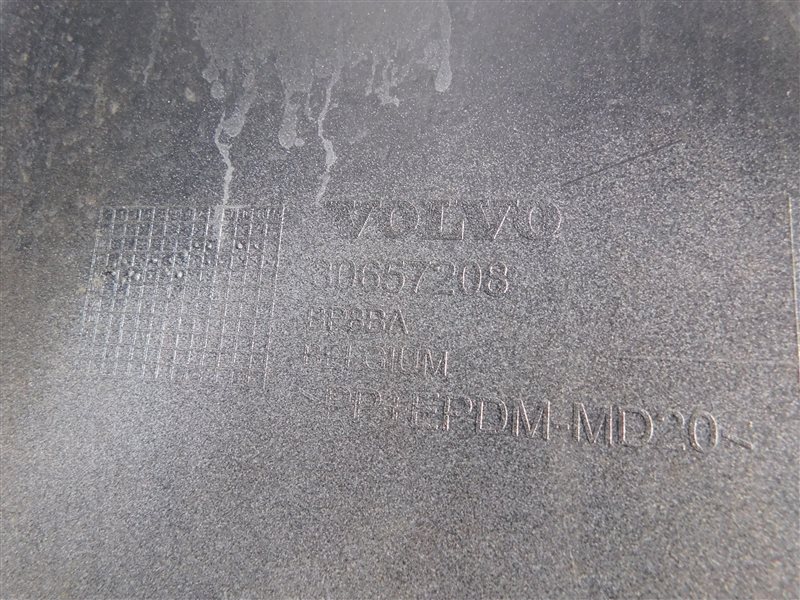 VOLVO
30657208
BELGIUM
>PP+EPDM-MD20<